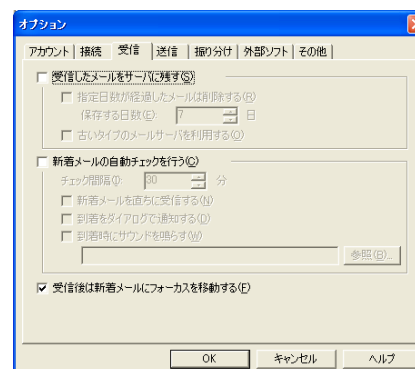 オプション
アカウント 接続 受信 送信 振り分け 外部ソフト その他
受信したメールをサーバに残す(S)
指定日数が経過したメールは削除する(R)
保存する日数(E): 7 日
古いタイプのメールサーバを利用する(O)
新着メールの自動チェックを行う(C)
チェック間隔(I): 30 分
新着メールを直ちに受信する(N)
到着をダイアログで通知する(D)
到着時にサウンドを鳴らす(W)
参照(B)...
受信後は新着メールにフォーカスを移動する(F)
OK キャンセル ヘルプ